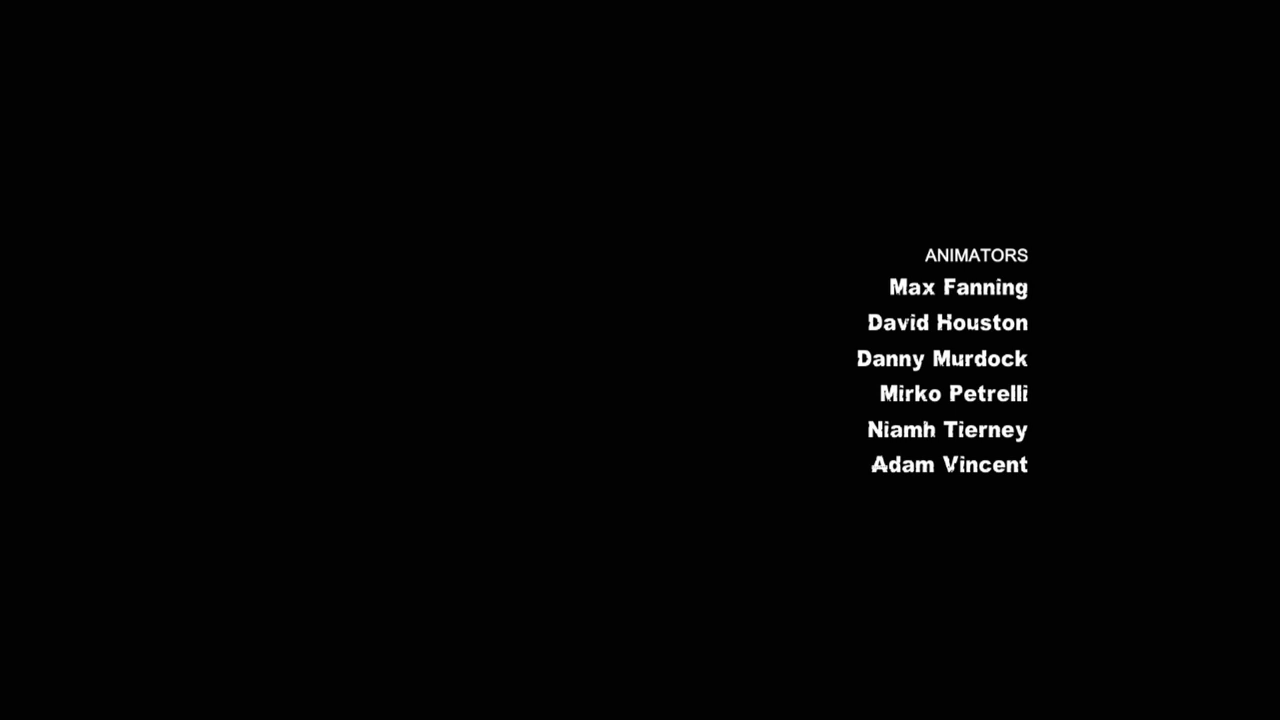 ANIMATORS
Max Fanning
David Houston
Danny Murdock
Mirko Petrelli
Niamh Tierney
Adam Vincent